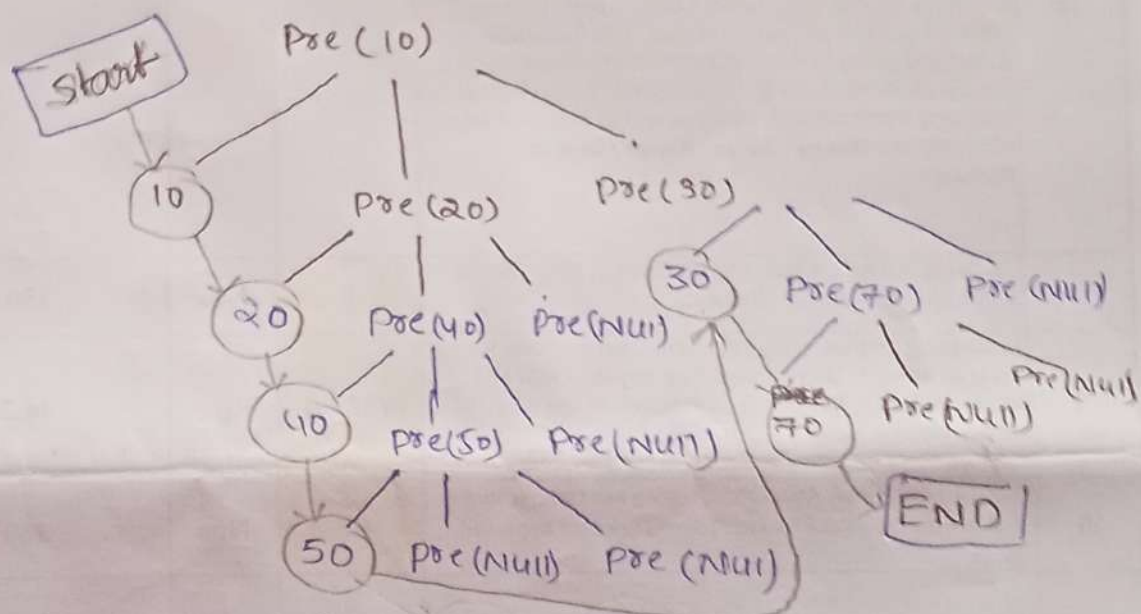 Start
Pre (10)
10
Pre (20)
Pre (30)
20
Pre(40)
Pre(Null)
30
Pre(70)
Pre (Null)
40
Pre(50)
Pre(Null)
70
Pre(Null)
Pre(Null)
50
Pre(Null)
Pre (Null)
END